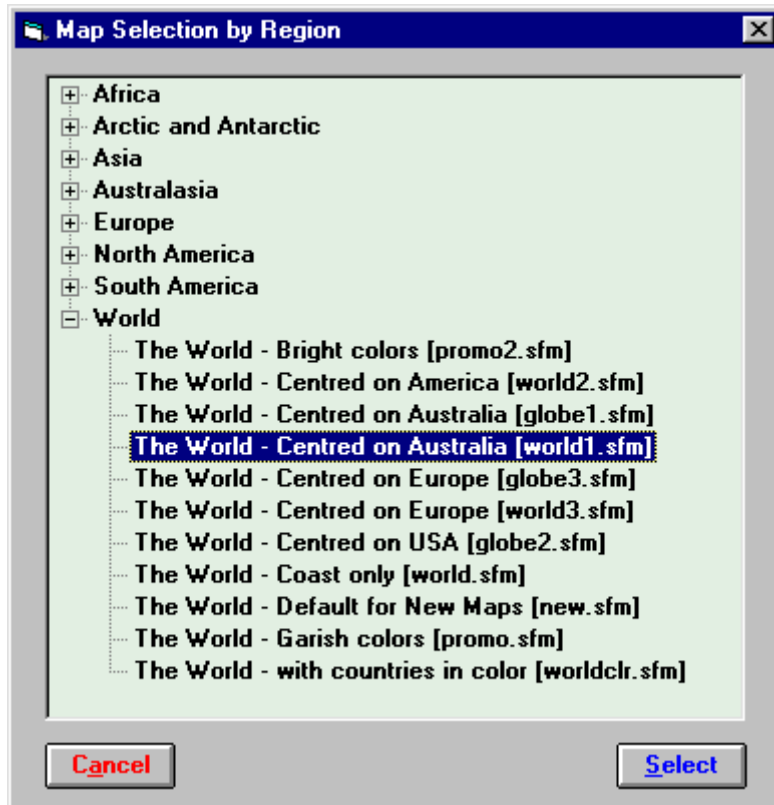 Map Selection by Region
Africa
Arctic and Antarctic
Asia
Australasia
Europe
North America
South America
World
The World - Bright colors [promo2.sfm]
The World - Centred on America [world2.sfm]
The World - Centred on Australia [globe1.sfm]
The World - Centred on Australia [world1.sfm]
The World - Centred on Europe [globe3.sfm]
The World - Centred on Europe [world3.sfm]
The World - Centred on USA [globe2.sfm]
The World - Coast only [world.sfm]
The World - Default for New Maps [new.sfm]
The World - Garish colors [promo.sfm]
The World - with countries in color [worldclr.sfm]
Cancel Select